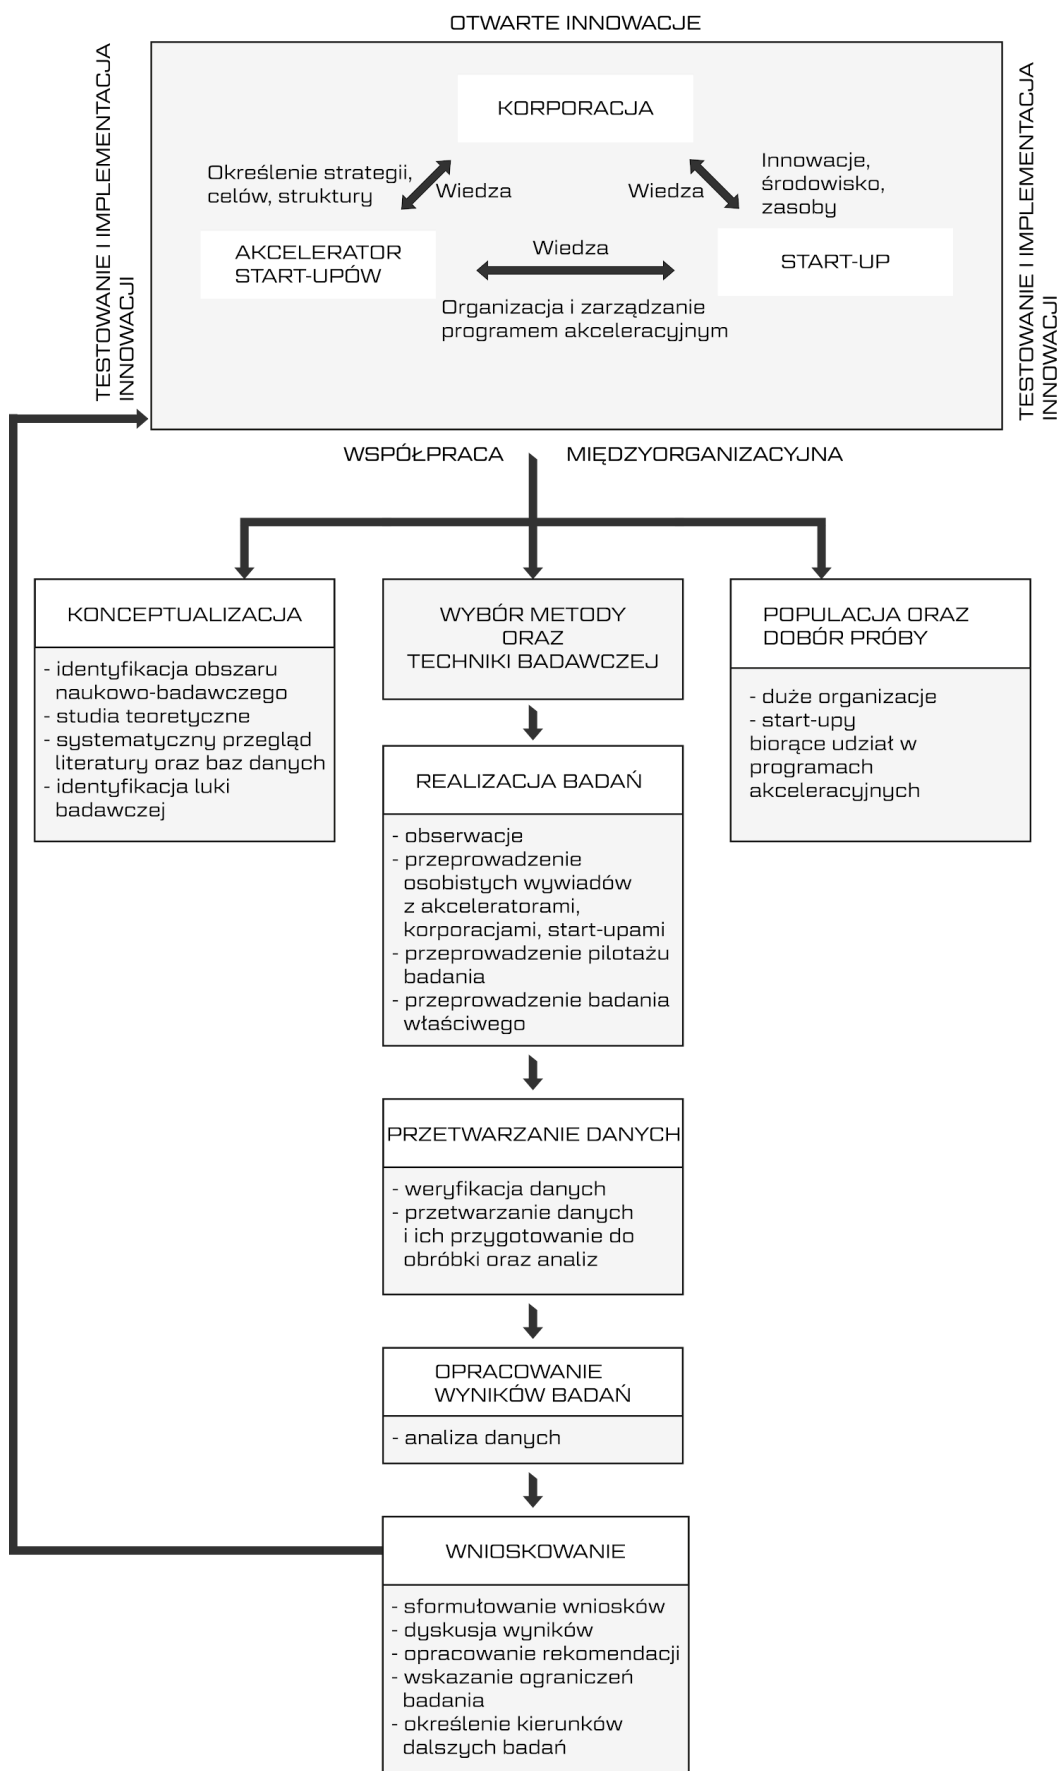 OTWARTE INNOWACJE
TESTOWANIE I IMPLEMENTACJA
INNOWACJI
KORPORACJA
Określenie strategii,
celów, struktury
Wiedza
Wiedza
Innowacje,
środowisko,
zasoby
AKCELERATOR
START-UPÓW
Wiedza
START-UP
Organizacja i zarządzanie
programem akceleracyjnym
TESTOWANIE I IMPLEMENTACJA
INNOWACJI
WSPÓŁPRACA MIĘDZYORGANIZACYJNA
KONCEPTUALIZACJA
- identyfikacja obszaru
naukowo-badawczego
- studia teoretyczne
- systematyczny przegląd
literatury oraz baz danych
- identyfikacja luki
badawczej
WYBÓR METODY
ORAZ
TECHNIKI BADAWCZEJ
POPULACJA ORAZ
DOBÓR PRÓBY
- duże organizacje
- start-upy
biorące udział w
programach
akceleracyjnych
REALIZACJA BADAŃ
- obserwacje
- przeprowadzenie
osobistych wywiadów
z akceleratorami,
korporacjami, start-upami
- przeprowadzenie pilotażu
badania
- przeprowadzenie badania
właściwego
PRZETWARZANIE DANYCH
- weryfikacja danych
- przetwarzanie danych
i ich przygotowanie do
obróbki oraz analiz
OPRACOWANIE
WYNIKÓW BADAŃ
- analiza danych
WNIOSKOWANIE
- sformułowanie wniosków
- dyskusja wyników
- opracowanie rekomendacji
- wskazanie ograniczeń
badania
- określenie kierunków
dalszych badań